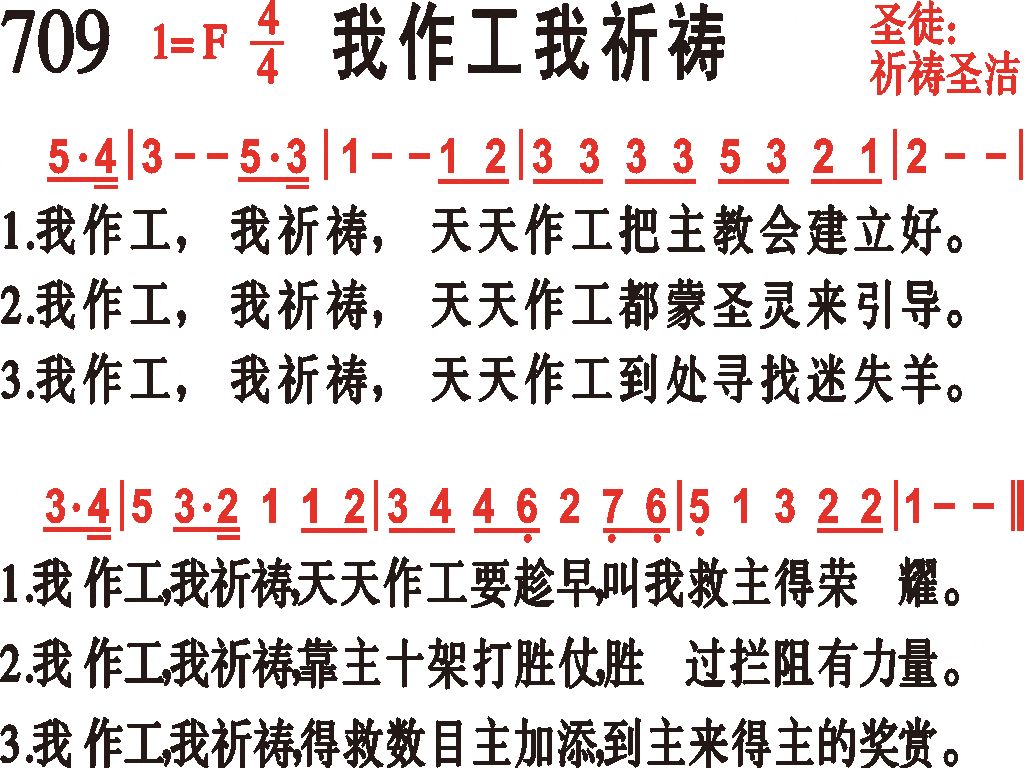 709 1=F 4/4 我作工我祈祷 圣徒:
祈祷圣洁
5·4|3--5·3|1--1 2|3 3 3 3 5 3 2 1|2--|
1.我作工，我祈祷，天天作工把主教会建立好。
2.我作工，我祈祷，天天作工都蒙圣灵来引导。
3.我作工，我祈祷，天天作工到处寻找迷失羊。
3·4|5 3·2 1 1 2|3 4 4 6̣ 2 7̣ 6̣|5̣ 1 3 2 2|1--‖
1.我作工,我祈祷,天天作工要趁早,叫我救主得荣 耀。
2.我作工,我祈祷,靠主十架打胜仗,胜 过拦阻有力量。
3.我作工,我祈祷,得救数目主加添,到主来得主的奖赏。